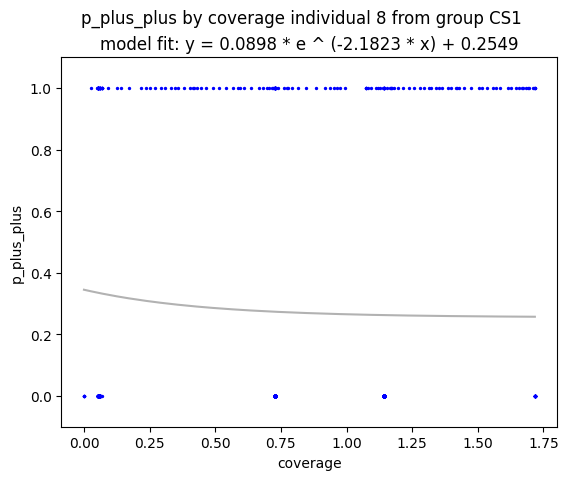 p_plus_plus by coverage individual 8 from group CS1
model fit: y = 0.0898 * e ^ (-2.1823 * x) + 0.2549
1.0
0.8
0.6
0.4
0.2
0.0
p_plus_plus
0.00 0.25 0.50 0.75 1.00 1.25 1.50 1.75
coverage